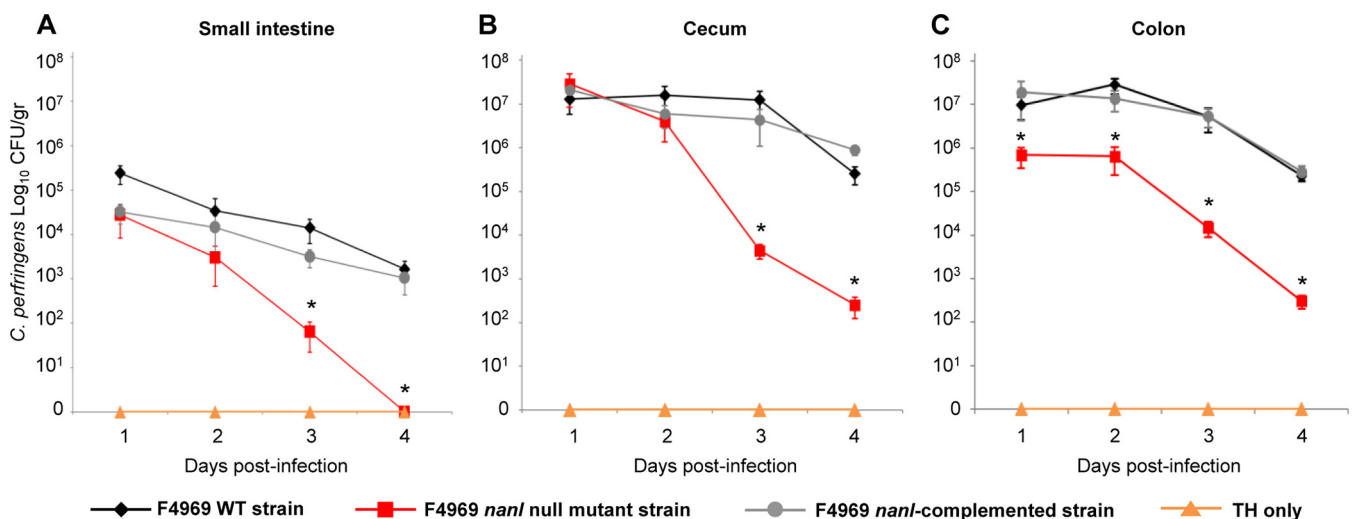 A
Small intestine
C. perfringens Log₁₀ CFU/gr
10⁸
10⁷
10⁶
10⁵
10⁴
10³
10²
10¹
0
*
*
1 2 3 4
Days post-infection
B
Cecum
10⁸
10⁷
10⁶
10⁵
10⁴
10³
10²
10¹
0
*
*
1 2 3 4
Days post-infection
C
Colon
10⁸
10⁷
10⁶
10⁵
10⁴
10³
10²
10¹
0
*
*
*
*
1 2 3 4
Days post-infection
F4969 WT strain F4969 nanI null mutant strain F4969 nanI-complemented strain TH only